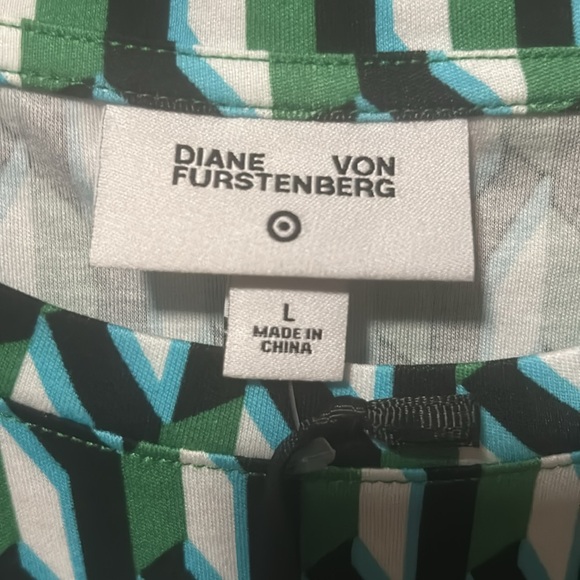 DIANE VON
FURSTENBERG
L
MADE IN
CHINA